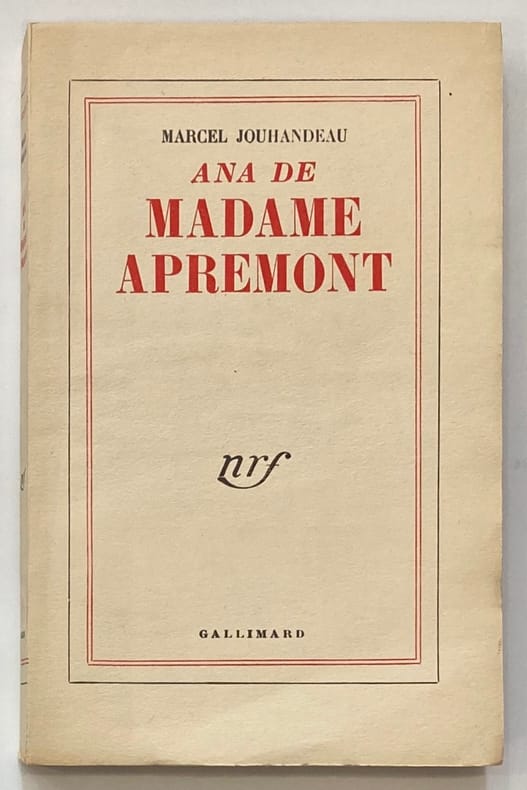 MARCEL JOUHANDEAU
ANA DE
MADAME
APREMONT
nrf
GALLIMARD